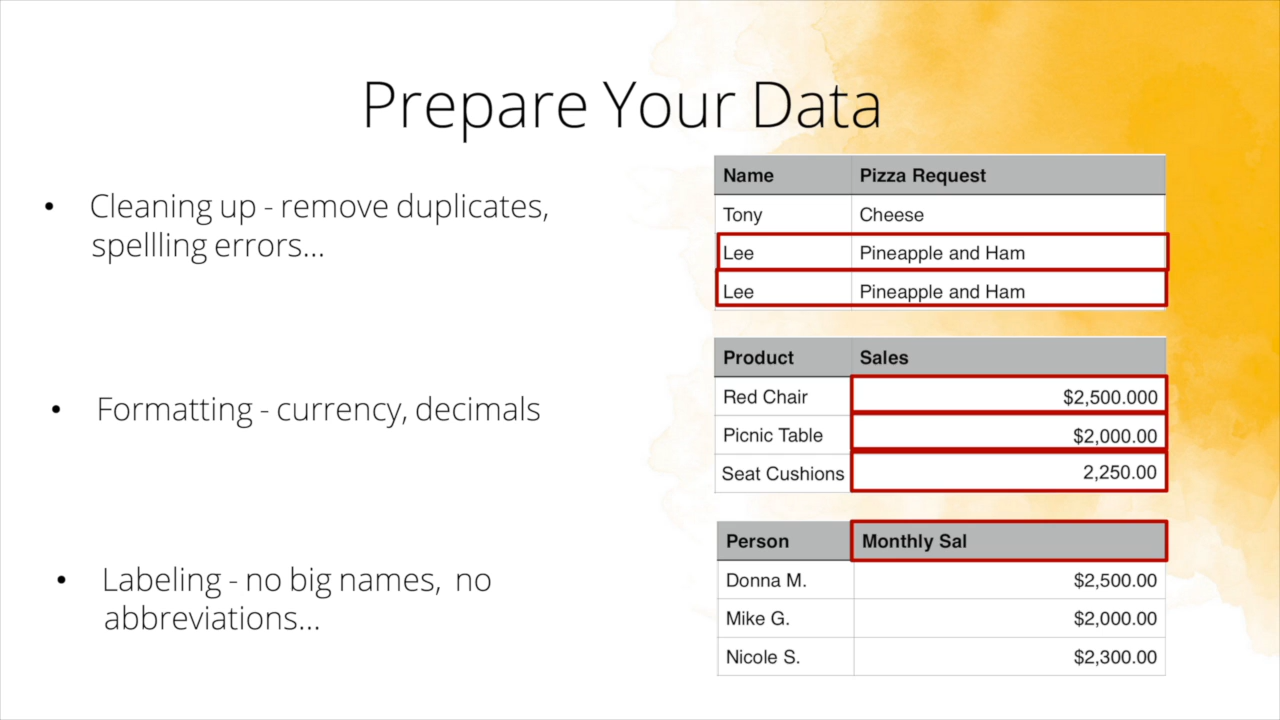 Prepare Your Data
• Cleaning up - remove duplicates,
spellling errors...
Name Pizza Request
Tony Cheese
Lee Pineapple and Ham
Lee Pineapple and Ham
• Formatting - currency, decimals
Product Sales
Red Chair $2,500.000
Picnic Table $2,000.00
Seat Cushions 2,250.00
• Labeling - no big names, no
abbreviations...
Person Monthly Sal
Donna M. $2,500.00
Mike G. $2,000.00
Nicole S. $2,300.00